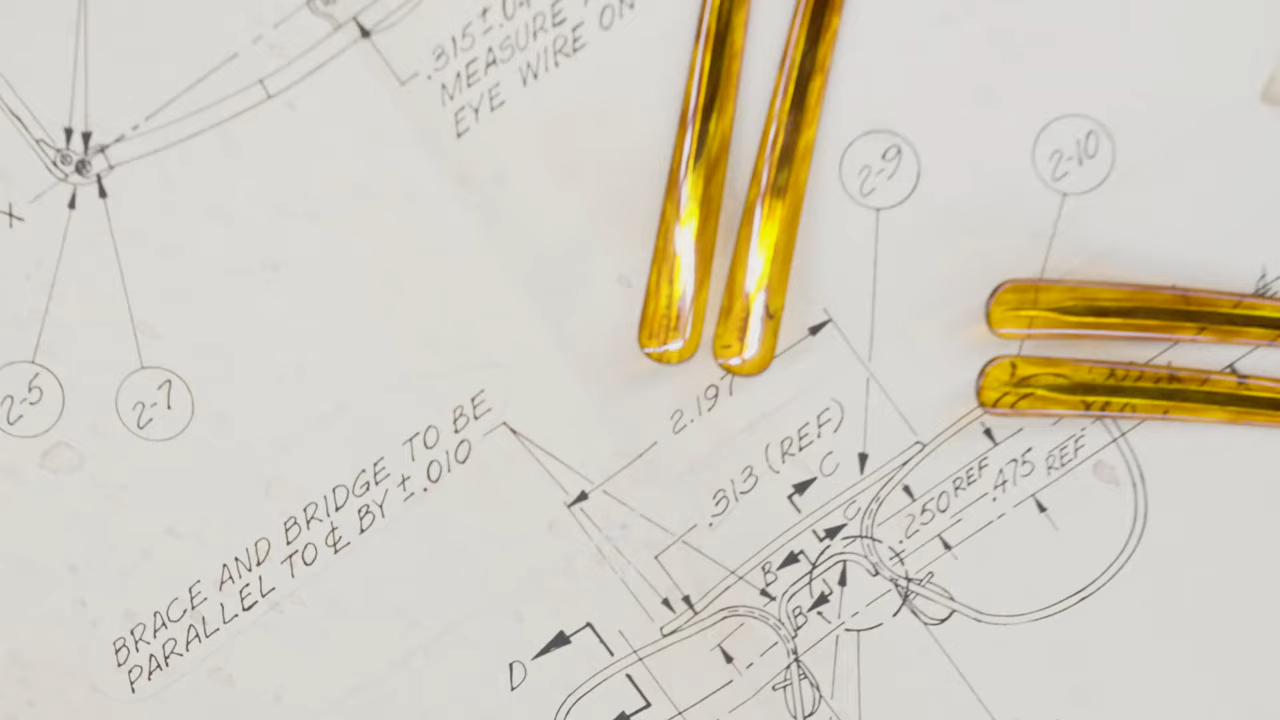 .315±.0
MEASURE
EYE WIRE ON
2-9
2-10
X
2-5
2-7
BRACE AND BRIDGE TO BE
PARALLEL TO ℄ BY ±.010
2.197
.313 (REF)
C
C
.250 REF
.475 REF
B
B
D